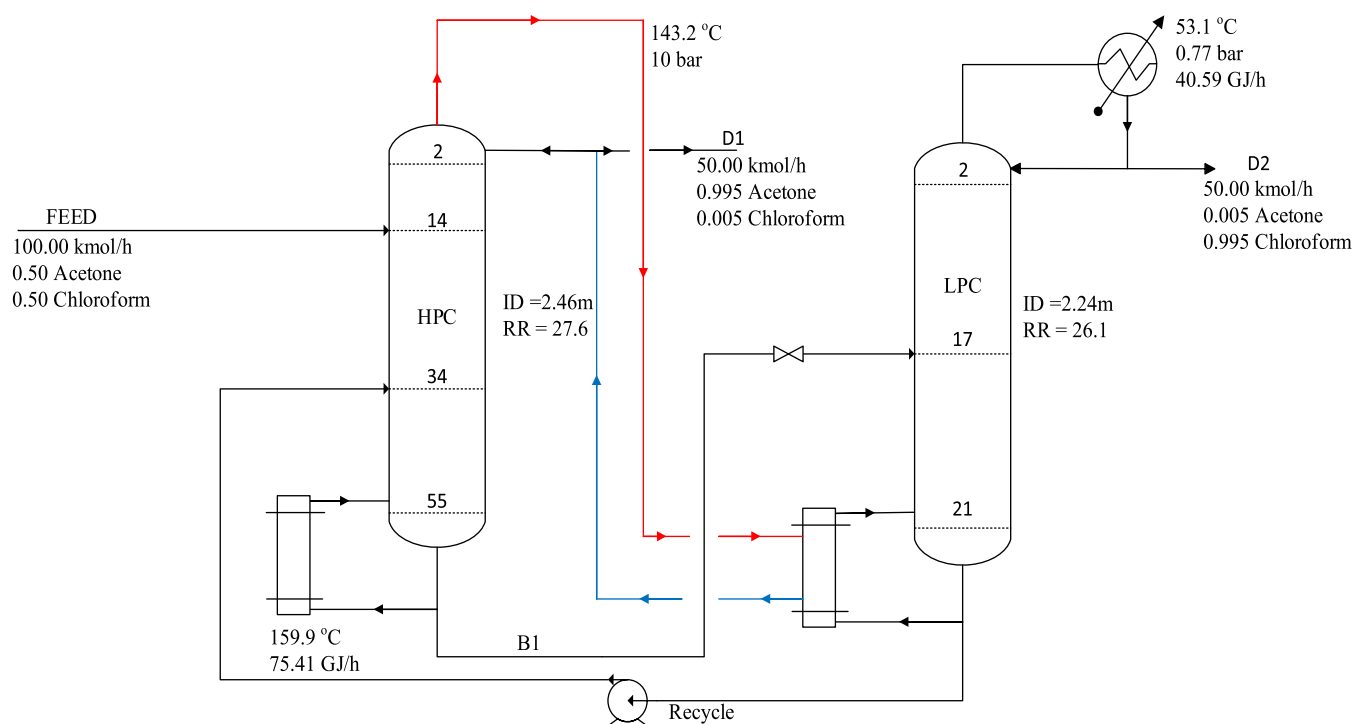 143.2 °C
10 bar
53.1 °C
0.77 bar
40.59 GJ/h
2
D1
50.00 kmol/h
0.995 Acetone
0.005 Chloroform
2
D2
50.00 kmol/h
0.005 Acetone
0.995 Chloroform
FEED
100.00 kmol/h
0.50 Acetone
0.50 Chloroform
14
HPC
ID =2.46m
RR = 27.6
LPC
ID =2.24m
RR = 26.1
17
34
55
21
159.9 °C
75.41 GJ/h
B1
Recycle